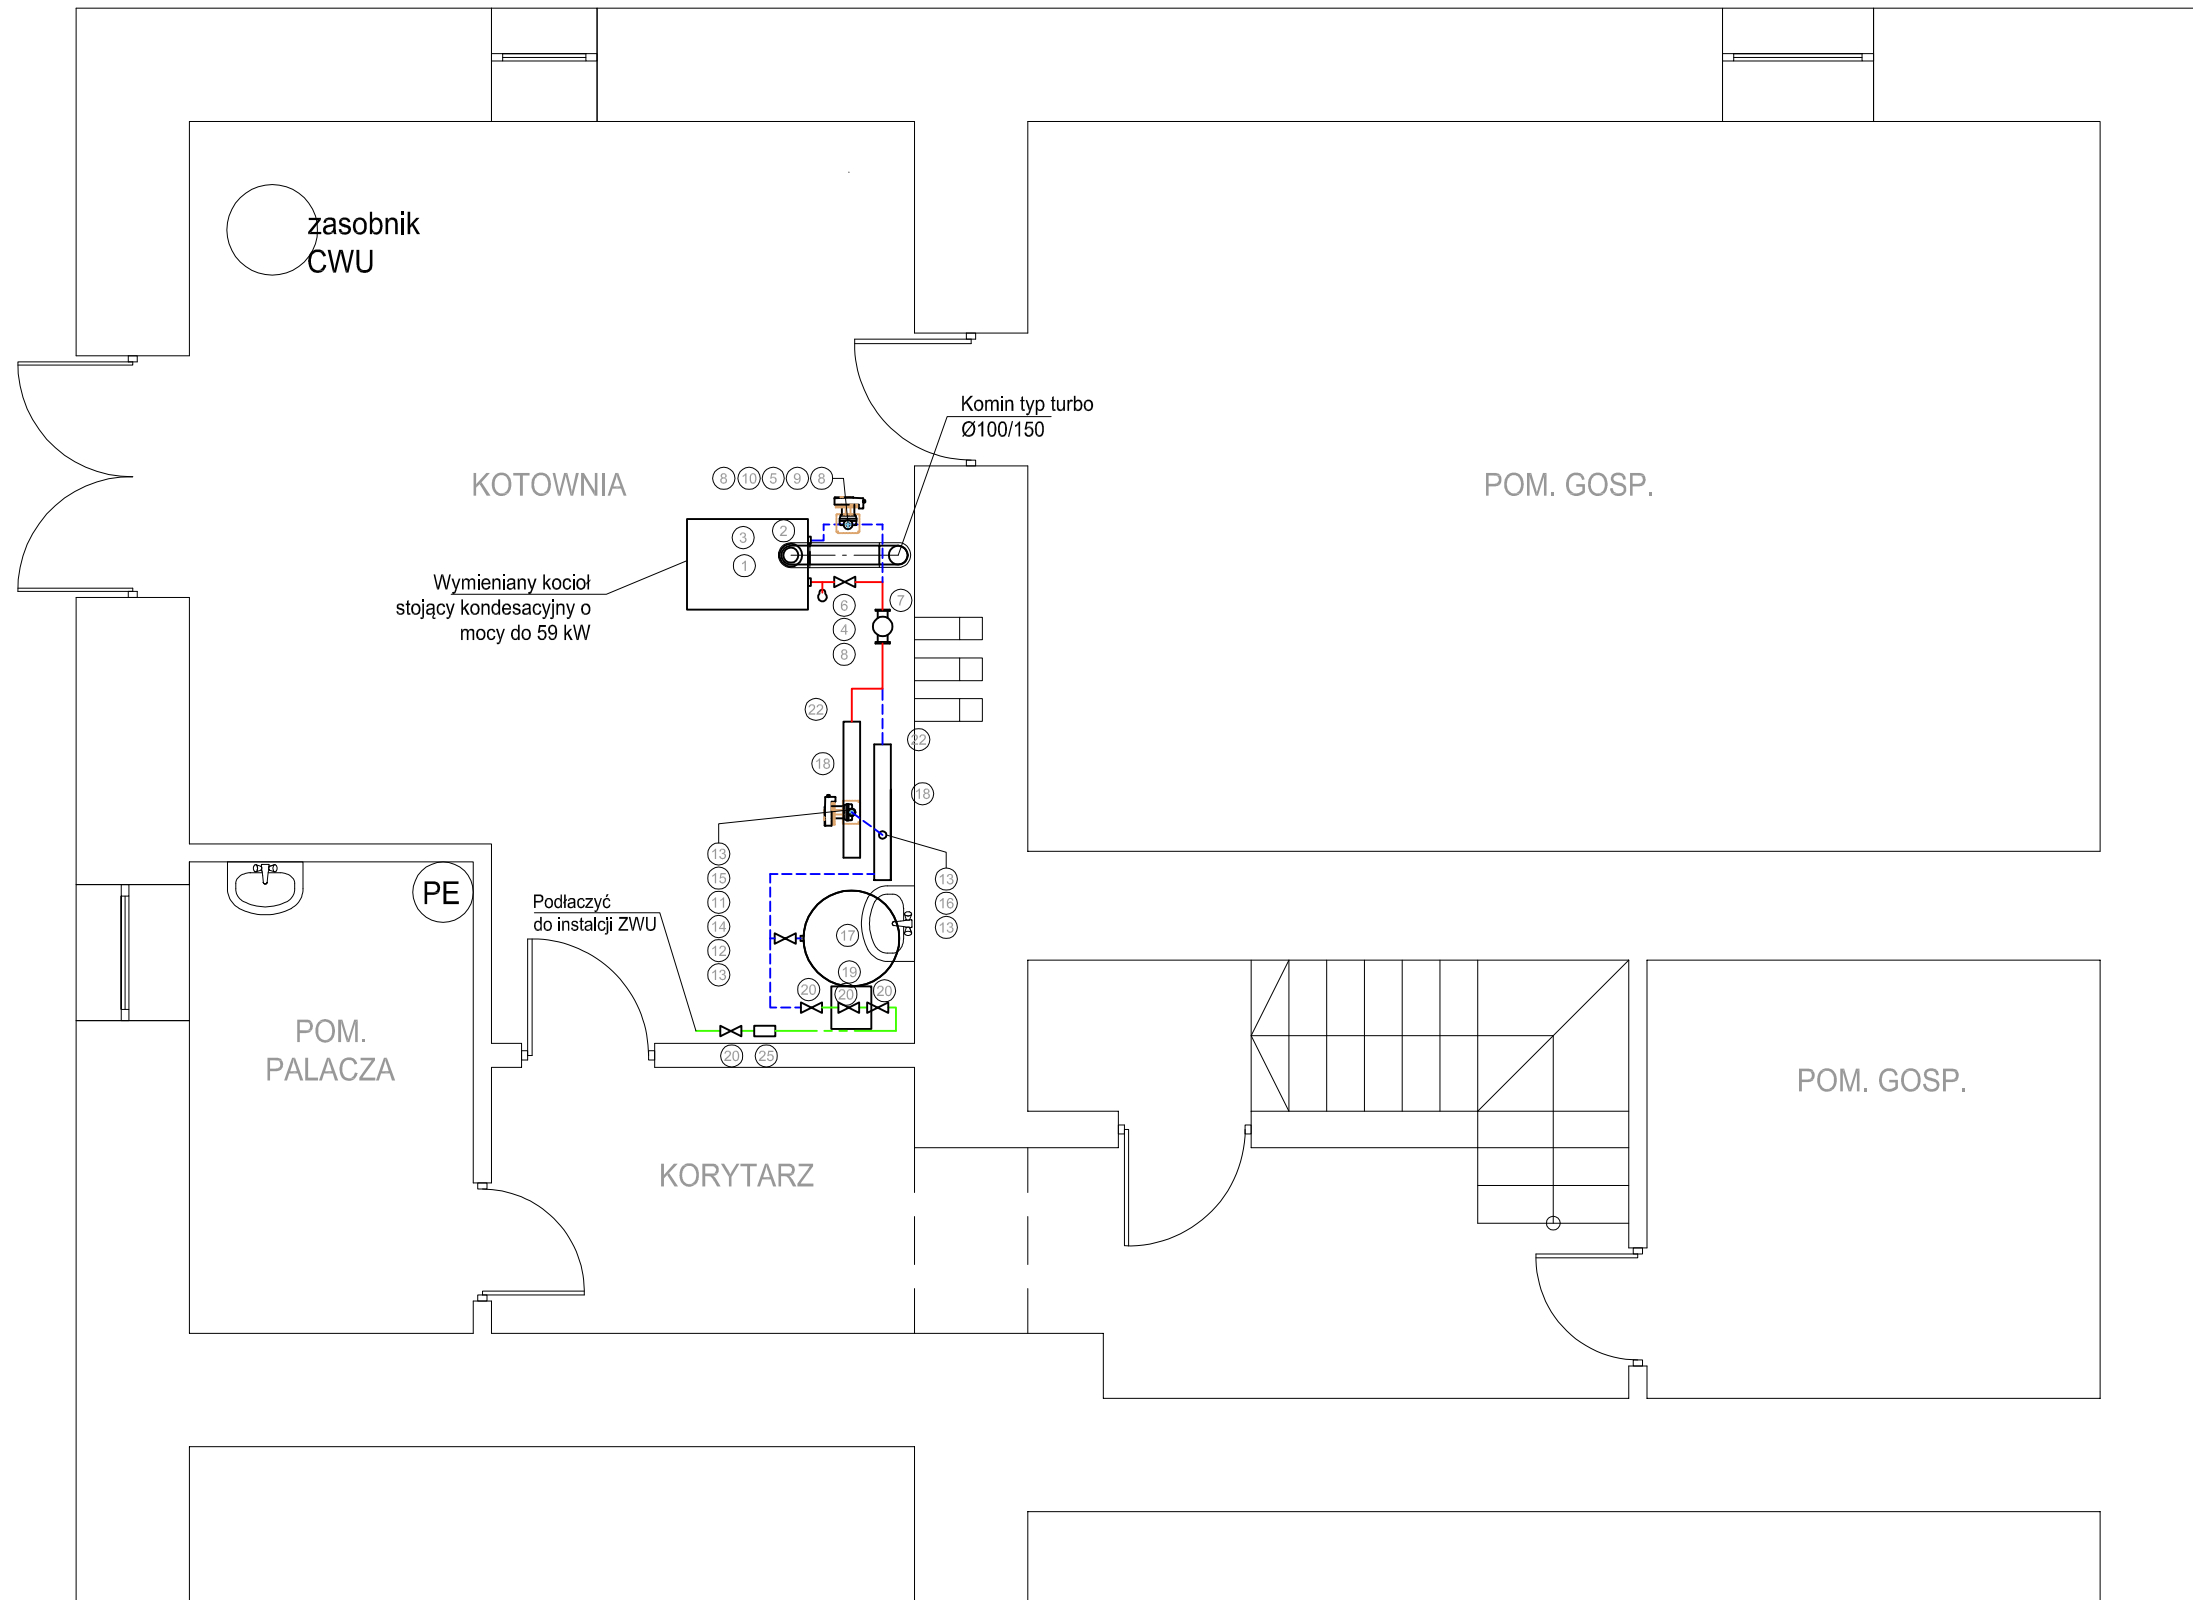 zasobnik
CWU
Komin typ turbo
Ø100/150
KOTOWNIA
POM. GOSP.
8 10 5 9 8
2
3
1
Wymieniany kocioł
stojący kondesacyjny o
mocy do 59 kW
7
6
4
8
22
22
18
18
13
15
11
14
12
13
13
16
13
PE
Podłaczyć
do instalcji ZWU
17
19
20
20
20
20
25
POM.
PALACZA
KORYTARZ
POM. GOSP.